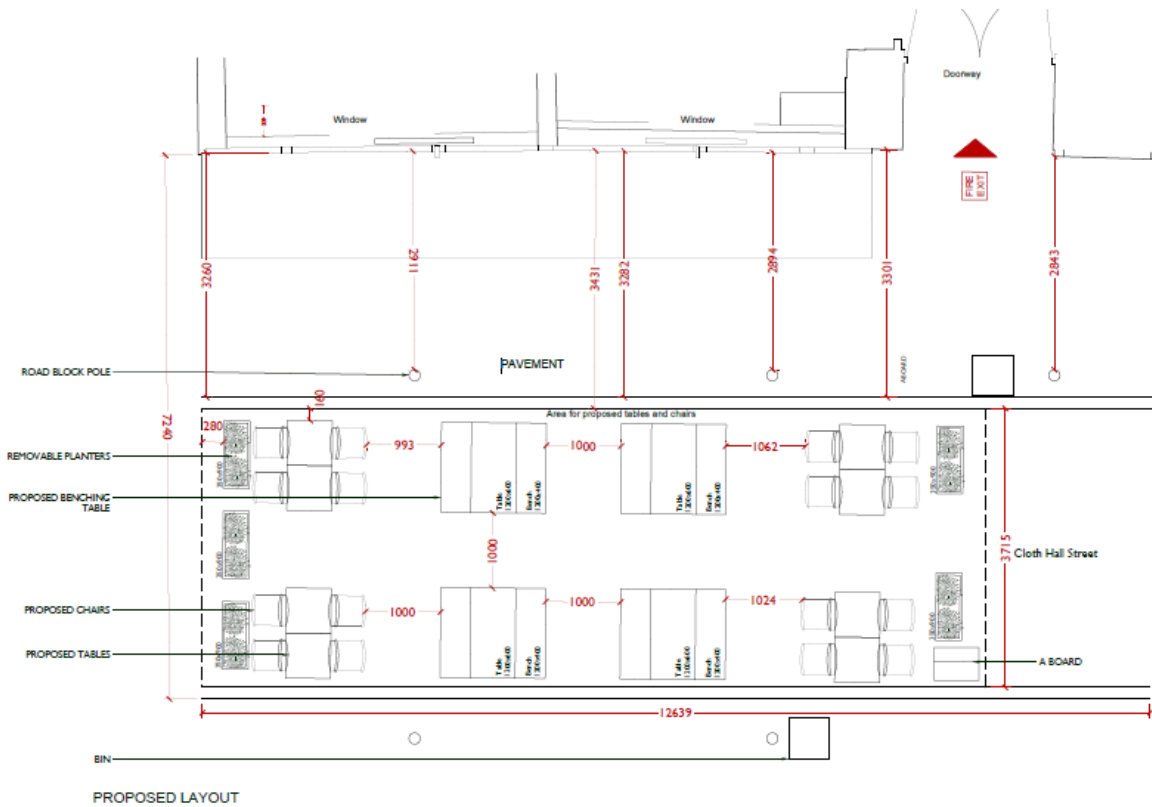 Doorway
Window
Window
FIRE
EXIT
3260
2911
3431
3282
2894
3301
2843
ROAD BLOCK POLE
PAVEMENT
ABOARD
160
7240
Area for proposed tables and chairs
280
993
1000
1062
REMOVABLE PLANTERS
PROPOSED BENCHING
TABLE
Table
Bench
Table
Bench
1000
3715
Cloth Hall Street
PROPOSED CHAIRS
1000
1000
1024
PROPOSED TABLES
Table
Bench
Table
Bench
A BOARD
12639
BIN
PROPOSED LAYOUT